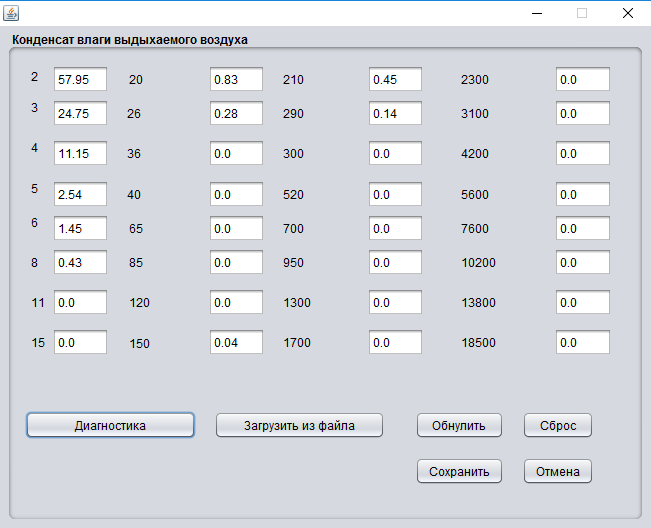 Конденсат влаги выдыхаемого воздуха
2 57.95 20 0.83 210 0.45 2300 0.0
3 24.75 26 0.28 290 0.14 3100 0.0
4 11.15 36 0.0 300 0.0 4200 0.0
5 2.54 40 0.0 520 0.0 5600 0.0
6 1.45 65 0.0 700 0.0 7600 0.0
8 0.43 85 0.0 950 0.0 10200 0.0
11 0.0 120 0.0 1300 0.0 13800 0.0
15 0.0 150 0.04 1700 0.0 18500 0.0
Диагностика Загрузить из файла Обнулить Сброс
Сохранить Отмена